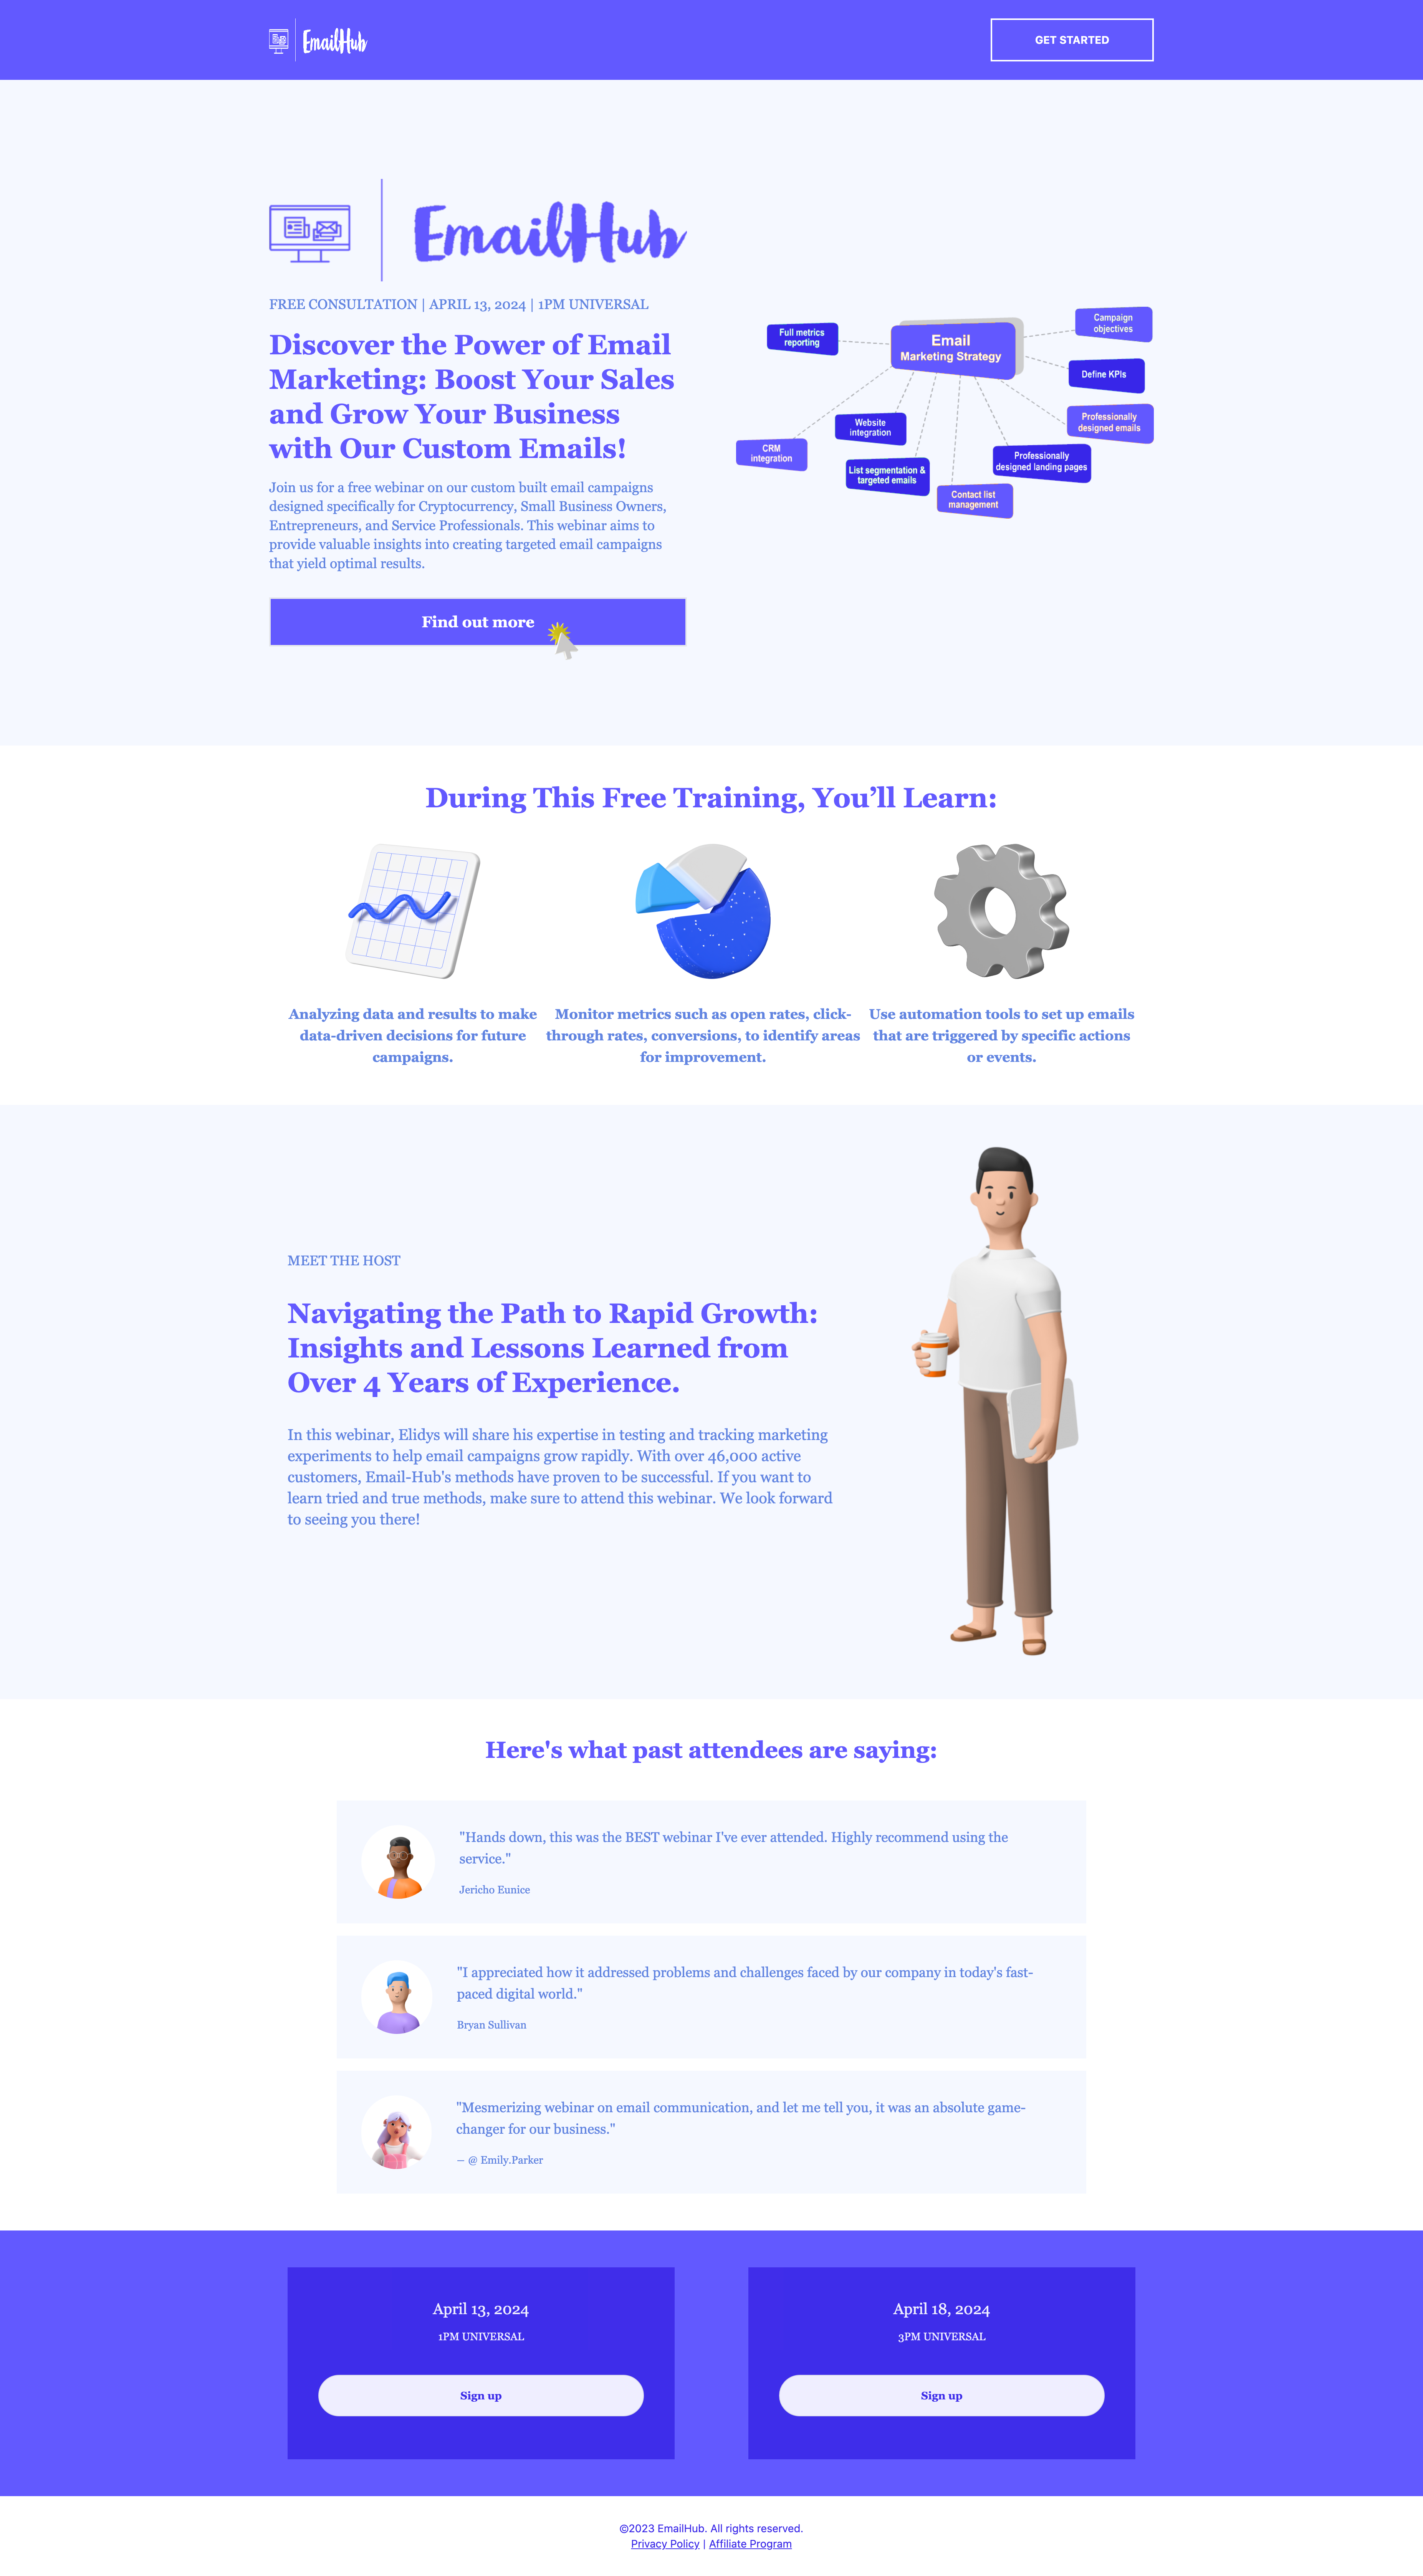 EmailHub
GET STARTED
EmailHub
FREE CONSULTATION | APRIL 13, 2024 | 1PM UNIVERSAL
Discover the Power of Email
Marketing: Boost Your Sales
and Grow Your Business
with Our Custom Emails!
Join us for a free webinar on our custom built email campaigns
designed specifically for Cryptocurrency, Small Business Owners,
Entrepreneurs, and Service Professionals. This webinar aims to
provide valuable insights into creating targeted email campaigns
that yield optimal results.
Find out more
Email
Marketing Strategy
Full metrics
reporting
Campaign
objectives
Define KPIs
Professionally
designed emails
Website
integration
CRM
integration
Professionally
designed landing pages
List segmentation &
targeted emails
Contact list
management
During This Free Training, You’ll Learn:
Analyzing data and results to make
data-driven decisions for future
campaigns.
Monitor metrics such as open rates, click-
through rates, conversions, to identify areas
for improvement.
Use automation tools to set up emails
that are triggered by specific actions
or events.
MEET THE HOST
Navigating the Path to Rapid Growth:
Insights and Lessons Learned from
Over 4 Years of Experience.
In this webinar, Elidys will share his expertise in testing and tracking marketing
experiments to help email campaigns grow rapidly. With over 46,000 active
customers, Email-Hub's methods have proven to be successful. If you want to
learn tried and true methods, make sure to attend this webinar. We look forward
to seeing you there!
Here's what past attendees are saying:
"Hands down, this was the BEST webinar I've ever attended. Highly recommend using the
service."
Jericho Eunice
"I appreciated how it addressed problems and challenges faced by our company in today's fast-
paced digital world."
Bryan Sullivan
"Mesmerizing webinar on email communication, and let me tell you, it was an absolute game-
changer for our business."
— @ Emily.Parker
April 13, 2024
1PM UNIVERSAL
Sign up
April 18, 2024
3PM UNIVERSAL
Sign up
©2023 EmailHub. All rights reserved.
Privacy Policy | Affiliate Program